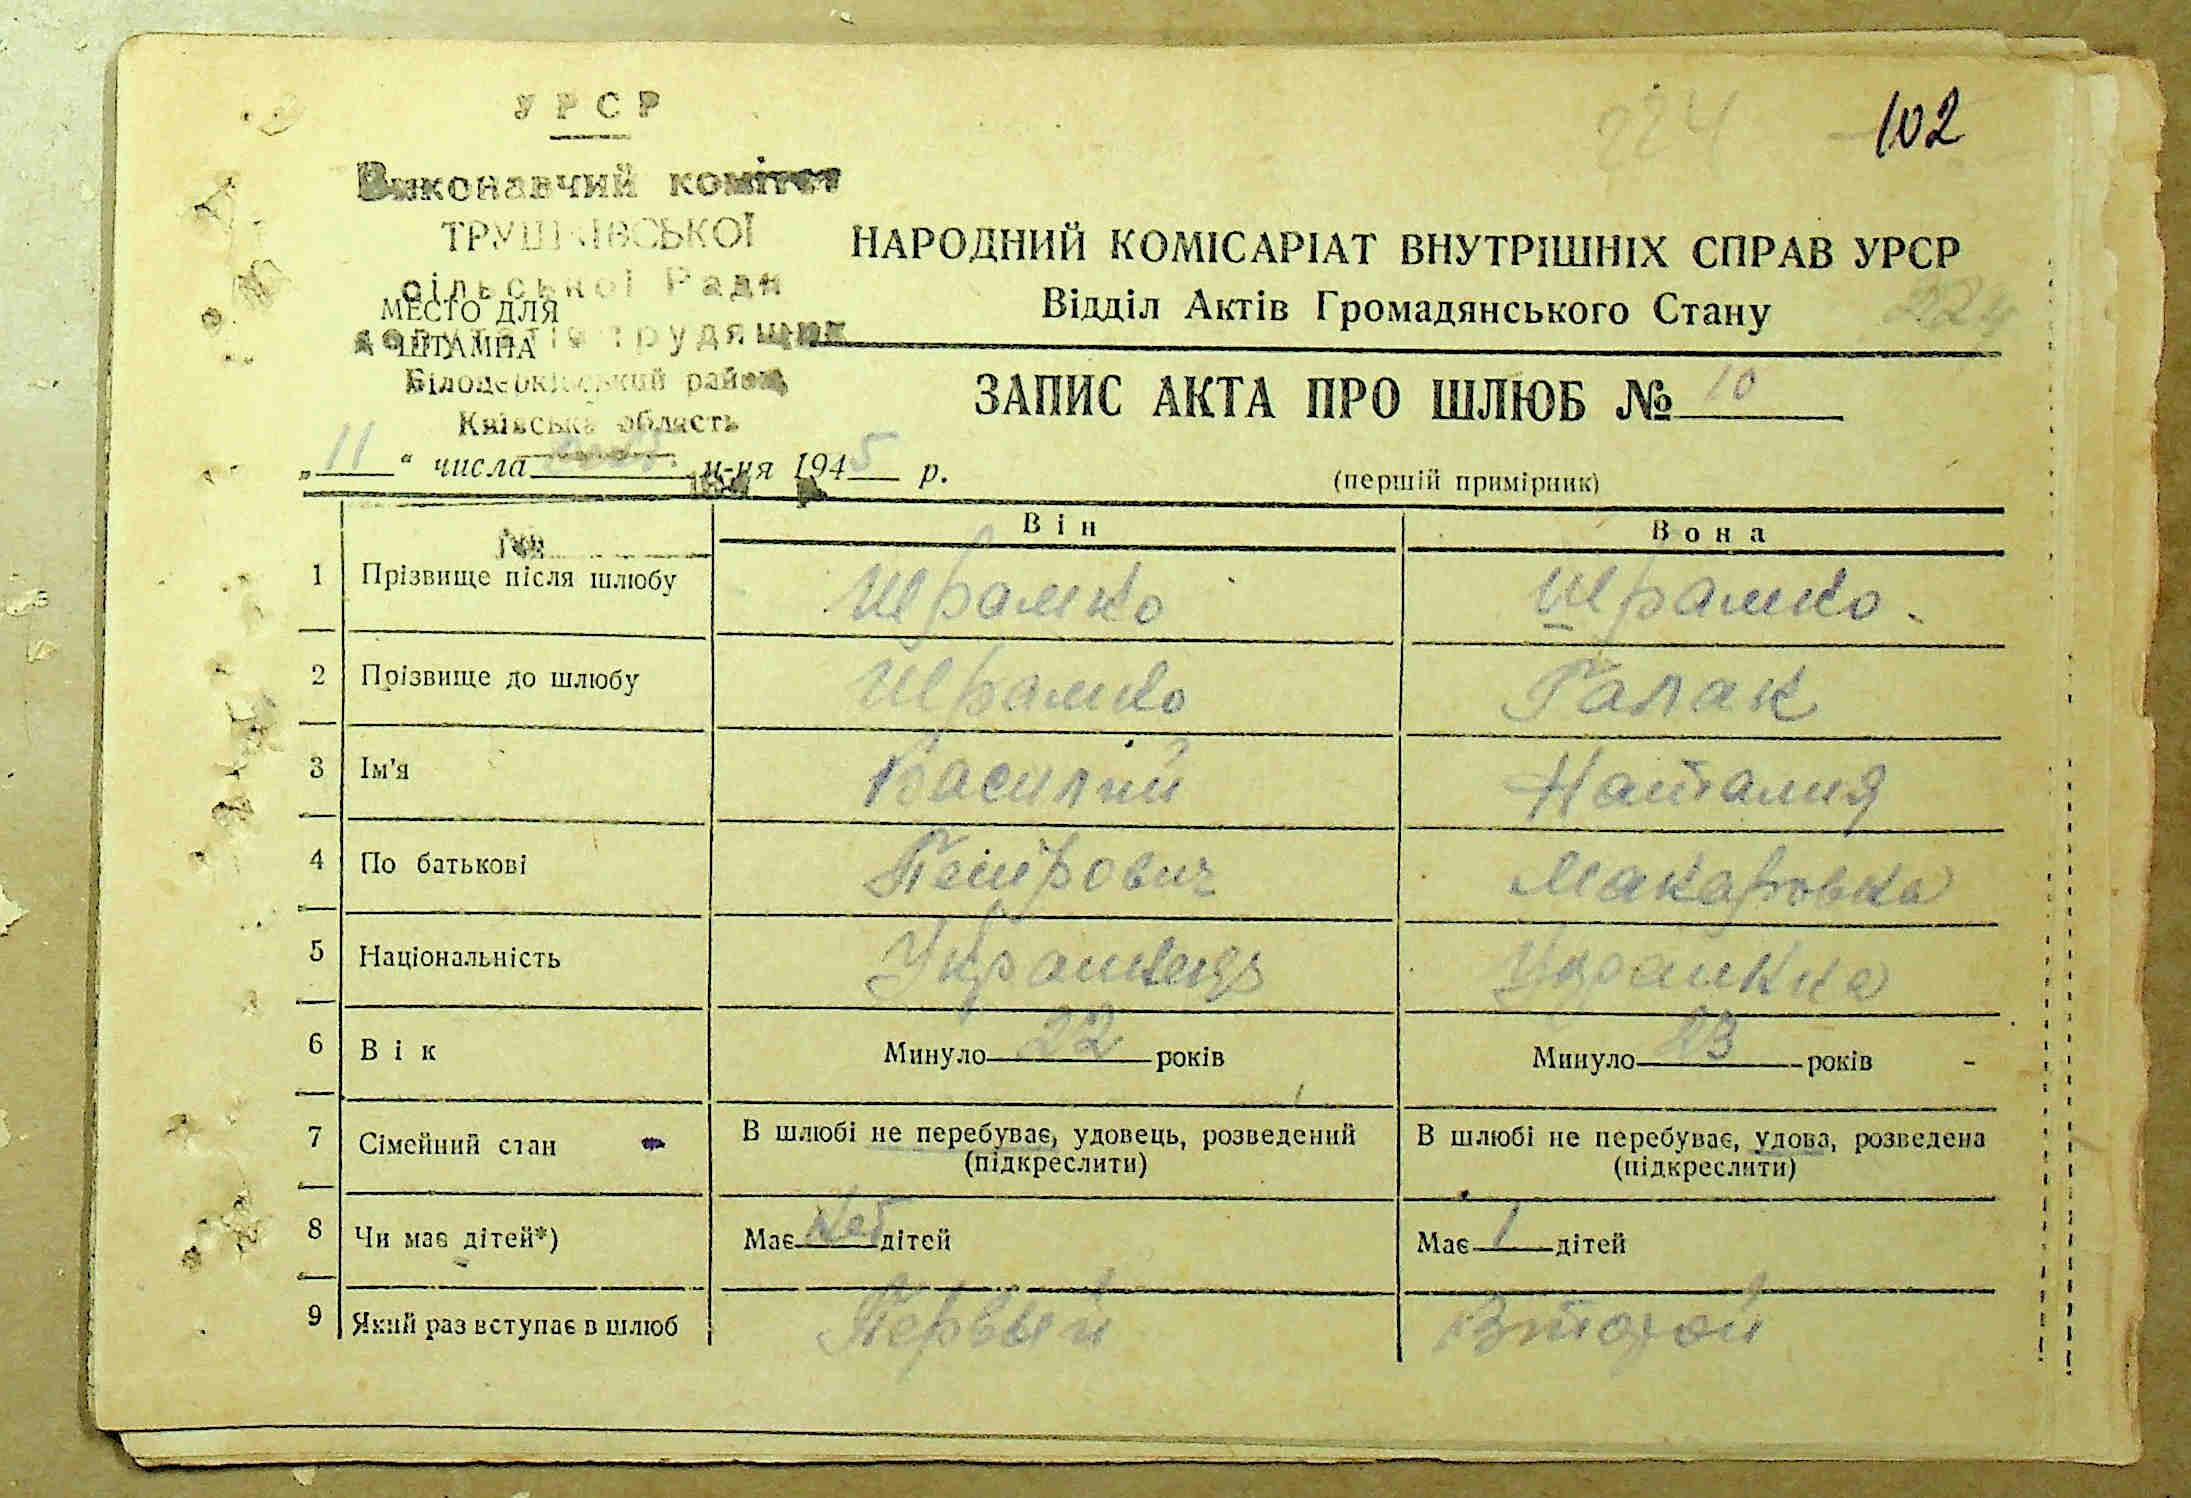 102
224
УРСР
Виконавчий комітет
ТРУШКІВСЬКОЇ
сільської Ради
МЕСТО ДЛЯ
депутатів трудящих
ШТАМПА
Білоцерківський район
Київська область
НАРОДНИЙ КОМІСАРІАТ ВНУТРІШНІХ СПРАВ УРСР
Відділ Актів Громадянського Стану
224
ЗАПИС АКТА ПРО ШЛЮБ № 10
„11“ числа м-ця 1945 р.
(першій примірник)
№
Він Вона
1 Прізвище після шлюбу Шрамко Шрамко
2 Прізвище до шлюбу Шрамко Галак
3 Ім'я Василий Наталия
4 По батькові Петрович Макаровна
5 Національність Украинец Украинка
6 Вік Минуло 22 років Минуло 23 років
7 Сімейний стан В шлюбі не перебуває, удовець, розведений (підкреслити) В шлюбі не перебуває, удова, розведена (підкреслити)
8 Чи має дітей*) Має нет дітей Має 1 дітей
9 Який раз вступає в шлюб Первый Второй